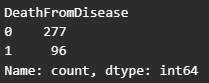 DeathFromDisease
0    277
1     96
Name: count, dtype: int64